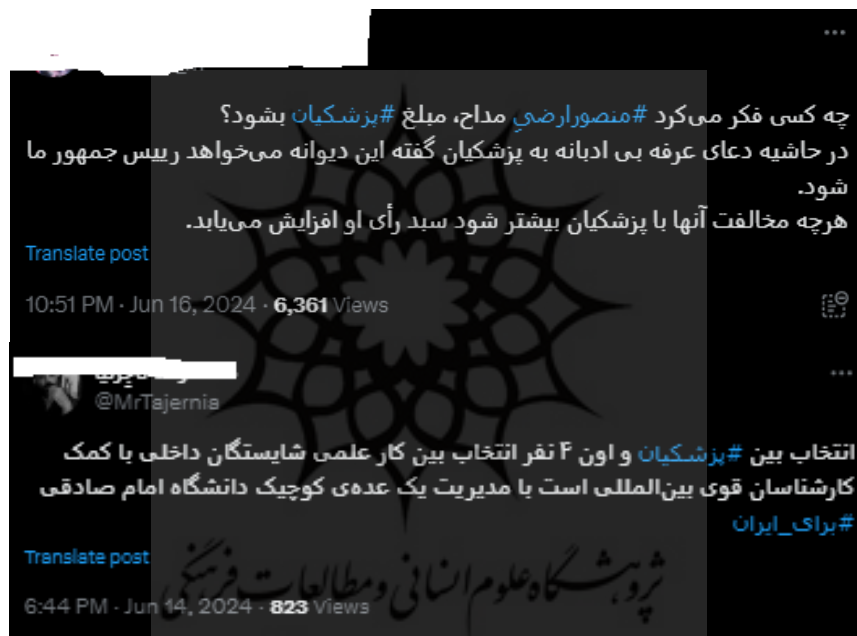 چه کسی فکر می‌کرد #منصورارضي مداح، مبلغ #پزشکیان بشود؟
در حاشیه دعای عرفه بی ادبانه به پزشکیان گفته این دیوانه می‌خواهد رییس جمهور ما
شود.
هرچه مخالفت آنها با پزشکیان بیشتر شود سبد رأی او افزایش می‌یابد.
Translate post
10:51 PM · Jun 16, 2024 · 6,361 Views
@MrTajernia
انتخاب بین #پزشکیان و اون ۴ نفر انتخاب بین کار علمی شایستگان داخلی با کمک
کارشناسان قوی بین‌المللی است با مدیریت یک عده‌ی کوچیک دانشگاه امام صادقی
#برای_ایران
Translate post
پژوهشگاه علوم انسانی و مطالعات فرهنگی
6:44 PM · Jun 14, 2024 · 823 Views